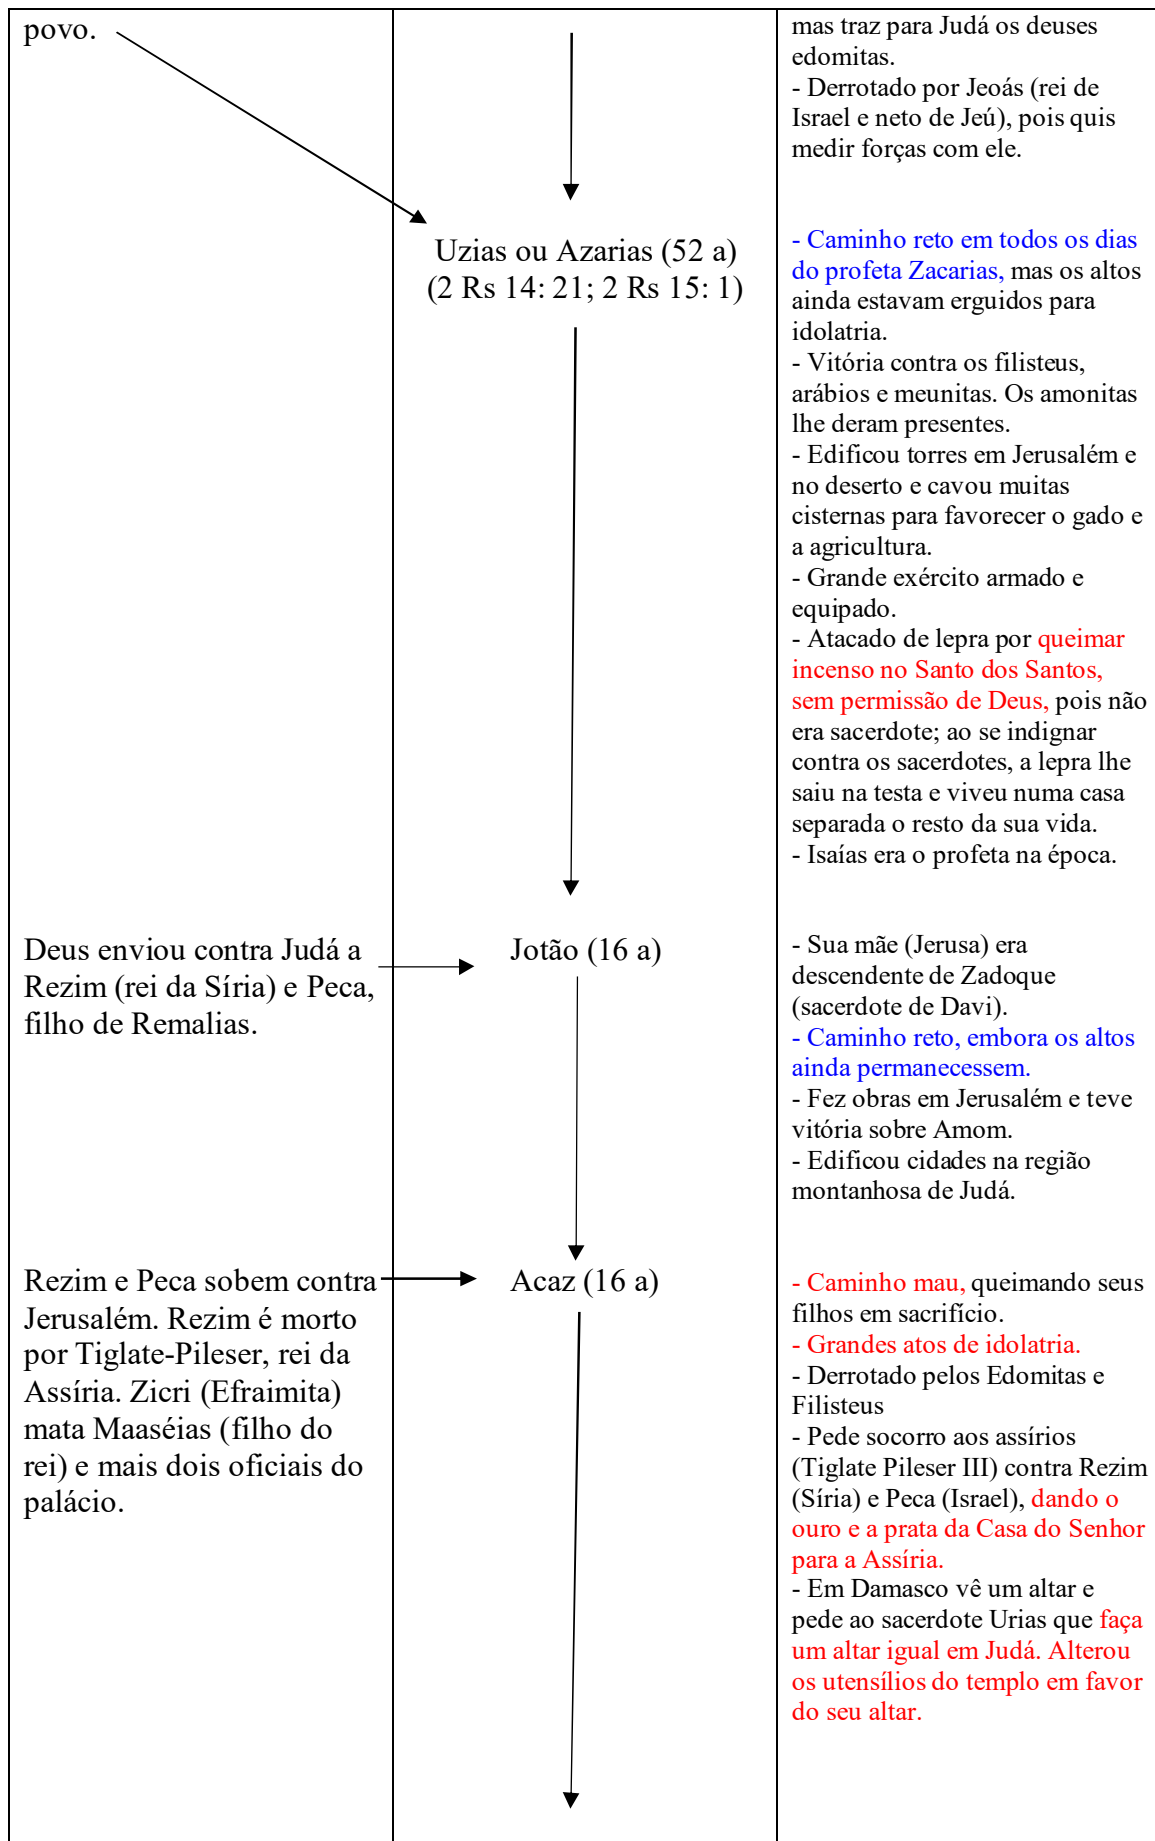 povo.
mas traz para Judá os deuses
edomitas.
- Derrotado por Jeoás (rei de
Israel e neto de Jeú), pois quis
medir forças com ele.
Uzias ou Azarias (52 a)
(2 Rs 14: 21; 2 Rs 15: 1)
- Caminho reto em todos os dias
do profeta Zacarias, mas os altos
ainda estavam erguidos para
idolatria.
- Vitória contra os filisteus,
arábios e meunitas. Os amonitas
lhe deram presentes.
- Edificou torres em Jerusalém e
no deserto e cavou muitas
cisternas para favorecer o gado e
a agricultura.
- Grande exército armado e
equipado.
- Atacado de lepra por queimar
incenso no Santo dos Santos,
sem permissão de Deus, pois não
era sacerdote; ao se indignar
contra os sacerdotes, a lepra lhe
saiu na testa e viveu numa casa
separada o resto da sua vida.
- Isaías era o profeta na época.
Deus enviou contra Judá a
Rezim (rei da Síria) e Peca,
filho de Remalias.
Jotão (16 a)
- Sua mãe (Jerusa) era
descendente de Zadoque
(sacerdote de Davi).
- Caminho reto, embora os altos
ainda permanecessem.
- Fez obras em Jerusalém e teve
vitória sobre Amom.
- Edificou cidades na região
montanhosa de Judá.
Rezim e Peca sobem contra
Jerusalém. Rezim é morto
por Tiglate-Pileser, rei da
Assíria. Zicri (Efraimita)
mata Maaséias (filho do
rei) e mais dois oficiais do
palácio.
Acaz (16 a)
- Caminho mau, queimando seus
filhos em sacrifício.
- Grandes atos de idolatria.
- Derrotado pelos Edomitas e
Filisteus
- Pede socorro aos assírios
(Tiglate Pileser III) contra Rezim
(Síria) e Peca (Israel), dando o
ouro e a prata da Casa do Senhor
para a Assíria.
- Em Damasco vê um altar e
pede ao sacerdote Urias que faça
um altar igual em Judá. Alterou
os utensílios do templo em favor
do seu altar.